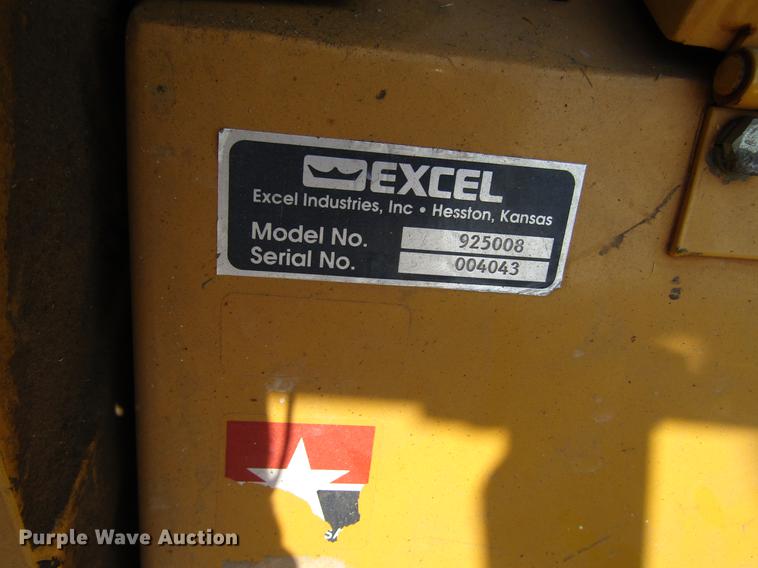 EXCEL
Excel Industries, Inc • Hesston, Kansas
Model No. 925008
Serial No. 004043
Purple Wave Auction